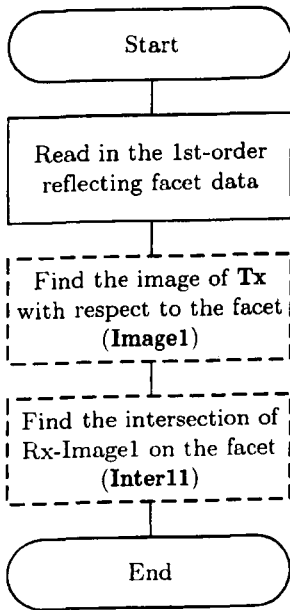 Start
Read in the 1st-order
reflecting facet data
Find the image of Tx
with respect to the facet
(Image1)
Find the intersection of
Rx-Image1 on the facet
(Inter11)
End